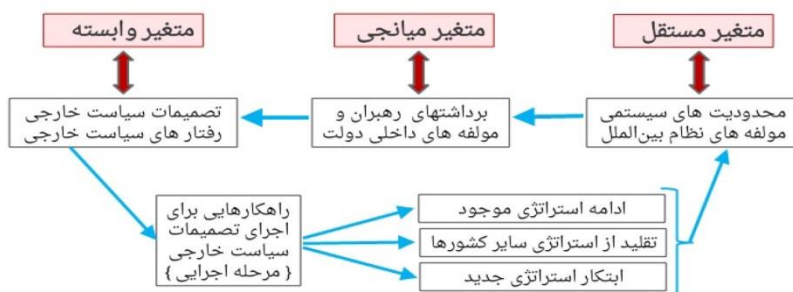 متغیر مستقل
متغیر میانجی
متغیر وابسته
محدودیت های سیستمی
مولفه های نظام بین‌الملل
برداشتهای رهبران و
مولفه های داخلی دولت
تصمیمات سیاست خارجی
رفتار های سیاست خارجی
راهکارهایی برای
اجرای تصمیمات
سیاست خارجی
{ مرحله اجرایی }
ادامه استراتژی موجود
تقلید از استراتژی سایر کشورها
ابتکار استراتژی جدید